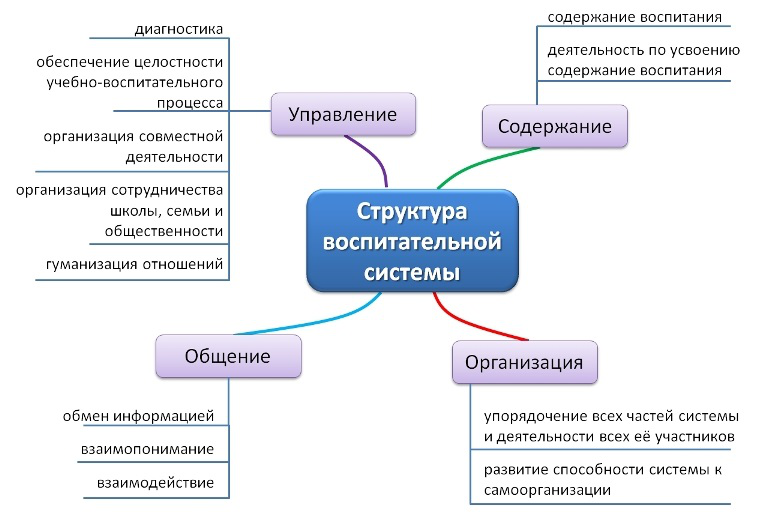 диагностика
обеспечение целостности
учебно-воспитательного
процесса
организация совместной
деятельности
организация сотрудничества
школы, семьи и
общественности
гуманизация отношений
Управление
содержание воспитания
деятельность по усвоению
содержание воспитания
Содержание
Структура
воспитательной
системы
Общение
обмен информацией
взаимопонимание
взаимодействие
Организация
упорядочение всех частей системы
и деятельности всех её участников
развитие способности системы к
самоорганизации